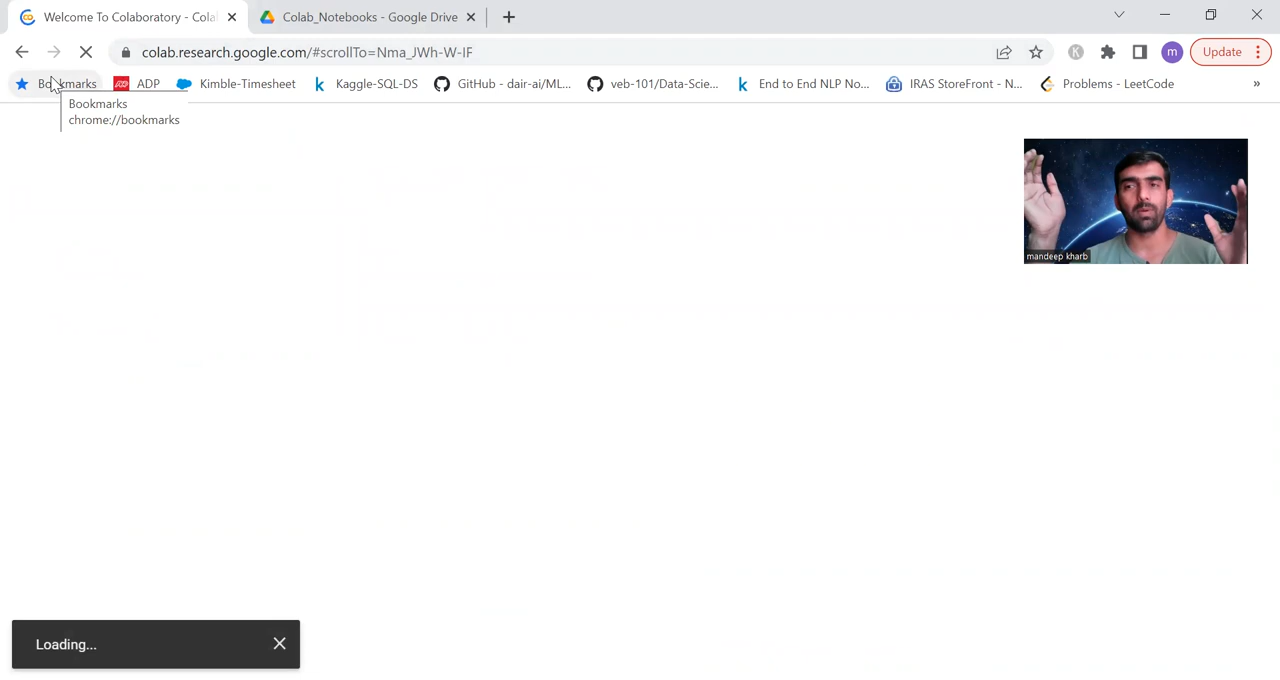 Welcome To Colaboratory - Cola
Colab_Notebooks - Google Drive
colab.research.google.com/#scrollTo=Nma_JWh-W-IF
K
m
Update
Bookmarks
ADP
Kimble-Timesheet
k
Kaggle-SQL-DS
GitHub - dair-ai/ML...
veb-101/Data-Scie...
k
End to End NLP No...
IRAS StoreFront - N...
Problems - LeetCode
»
Bookmarks
chrome://bookmarks
mandeep kharb
Loading...